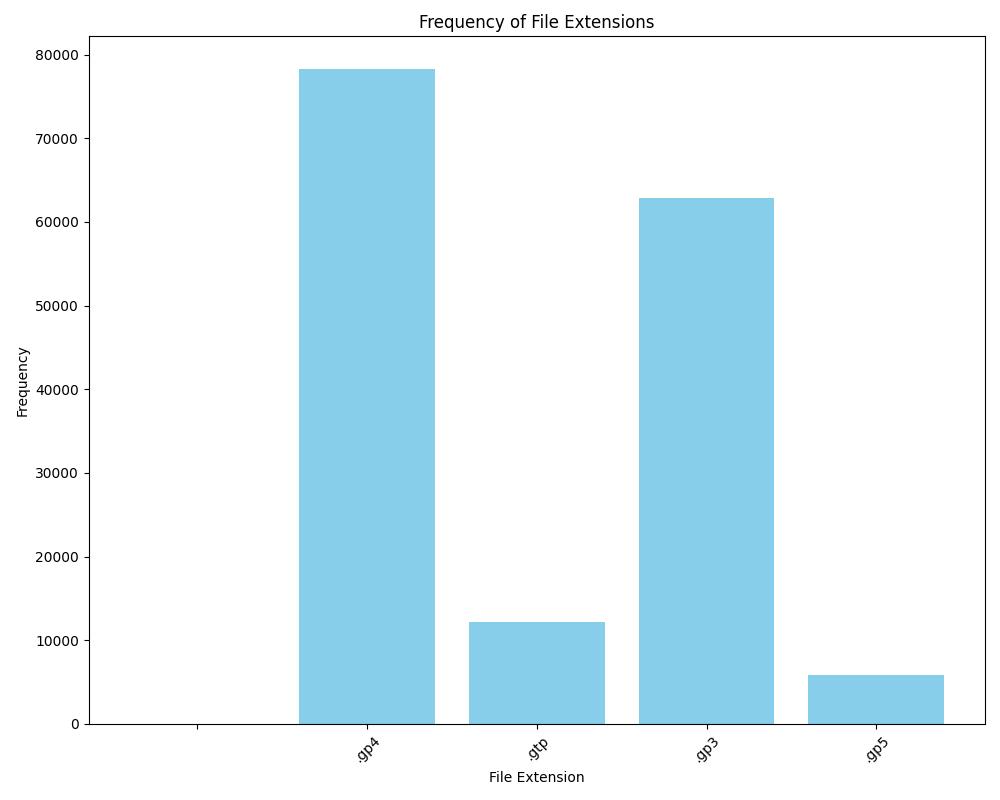 Frequency of File Extensions
80000
70000
60000
50000
40000
30000
20000
10000
0
Frequency
.gp4
.gtp
.gp3
.gp5
File Extension